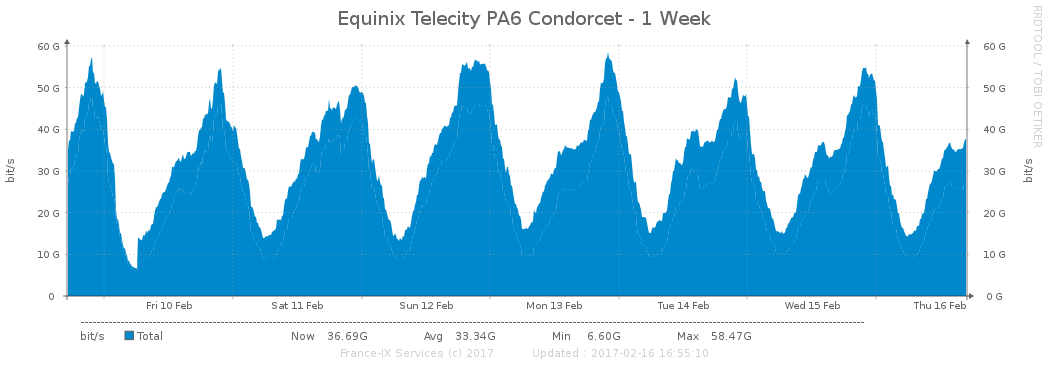 Equinix Telecity PA6 Condorcet - 1 Week
RRDTOOL / TOBI OETIKER
60 G 60 G
50 G 50 G
40 G 40 G
30 G 30 G
20 G 20 G
10 G 10 G
0 0 G
bit/s bit/s
Fri 10 Feb Sat 11 Feb Sun 12 Feb Mon 13 Feb Tue 14 Feb Wed 15 Feb Thu 16 Feb
bit/s Total Now 36.69G Avg 33.34G Min 6.60G Max 58.47G
France-IX Services (c) 2017 Updated : 2017-02-16 16:55:10